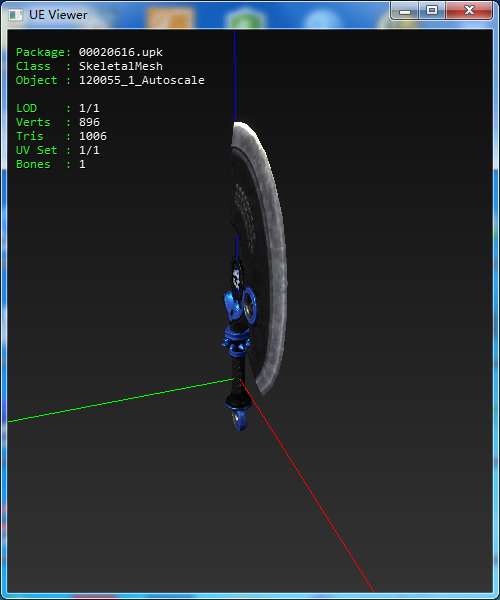 UE Viewer
Package: 00020616.upk
Class : SkeletalMesh
Object : 120055_1_Autoscale
LOD : 1/1
Verts : 896
Tris : 1006
UV Set : 1/1
Bones : 1